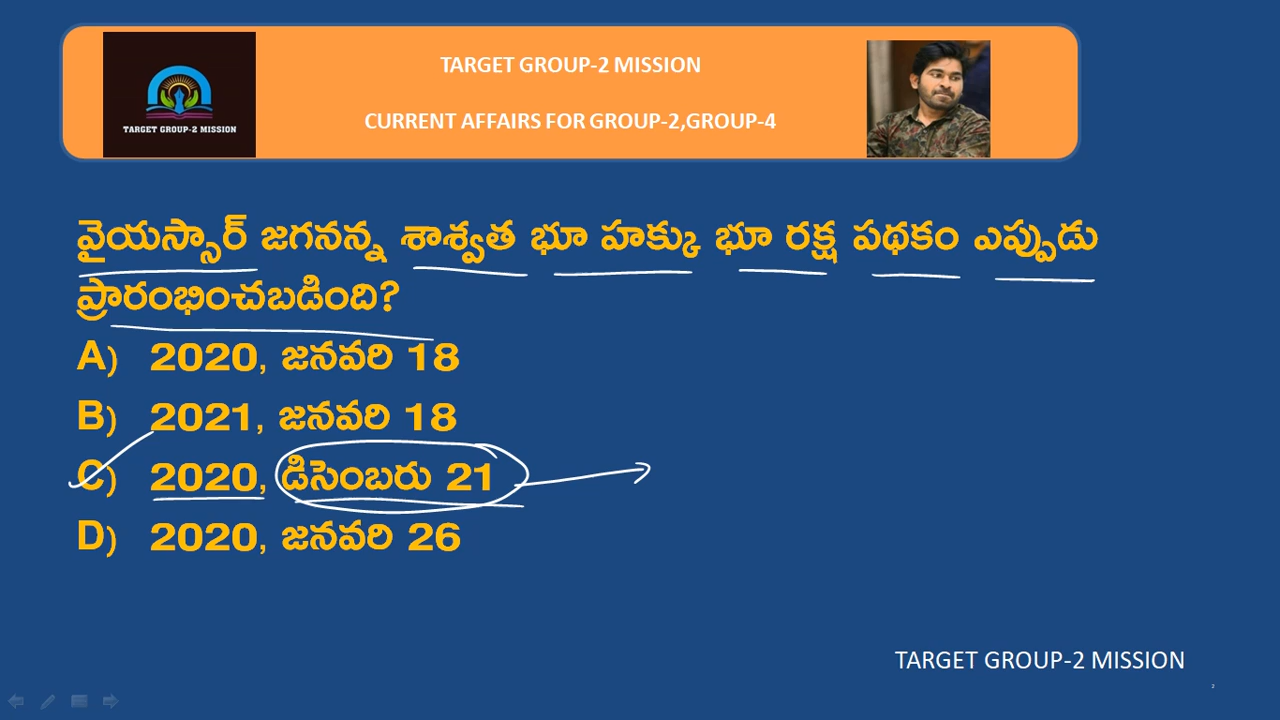 TARGET GROUP-2 MISSION
TARGET GROUP-2 MISSION
CURRENT AFFAIRS FOR GROUP-2,GROUP-4
వైయస్సార్ జగనన్న శాశ్వత భూ హక్కు భూ రక్ష పథకం ఎప్పుడు
ప్రారంభించబడింది?
A) 2020, జనవరి 18
B) 2021, జనవరి 18
C) 2020, డిసెంబరు 21
D) 2020, జనవరి 26
TARGET GROUP-2 MISSION